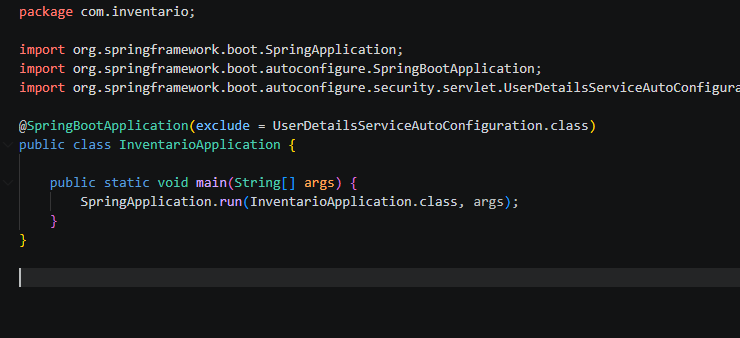 package com.inventario;
import org.springframework.boot.SpringApplication;
import org.springframework.boot.autoconfigure.SpringBootApplication;
import org.springframework.boot.autoconfigure.security.servlet.UserDetailsServiceAutoConfigura
@SpringBootApplication(exclude = UserDetailsServiceAutoConfiguration.class)
public class InventarioApplication {
public static void main(String[] args) {
SpringApplication.run(InventarioApplication.class, args);
}
}